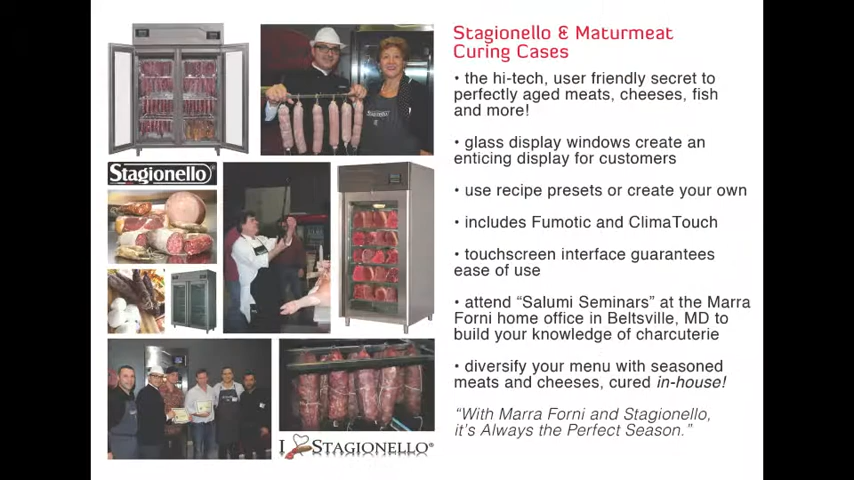 Stagionello & Maturmeat
Curing Cases
• the hi-tech, user friendly secret to
perfectly aged meats, cheeses, fish
and more!
• glass display windows create an
enticing display for customers
• use recipe presets or create your own
• includes Fumotic and ClimaTouch
• touchscreen interface guarantees
ease of use
• attend “Salumi Seminars” at the Marra
Forni home office in Beltsville, MD to
build your knowledge of charcuterie
• diversify your menu with seasoned
meats and cheeses, cured in-house!
“With Marra Forni and Stagionello,
it’s Always the Perfect Season.”
Stagionello
I STAGIONELLO®